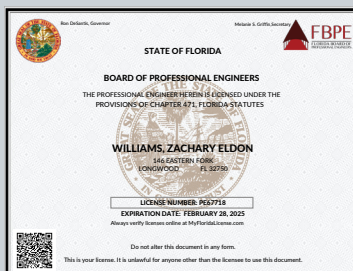 Ron DeSantis, Governor
Melanie S. Griffin, Secretary
FBPE
FLORIDA BOARD OF
PROFESSIONAL ENGINEERS
STATE OF FLORIDA
BOARD OF PROFESSIONAL ENGINEERS
THE PROFESSIONAL ENGINEER HEREIN IS LICENSED UNDER THE
PROVISIONS OF CHAPTER 471, FLORIDA STATUTES
WILLIAMS, ZACHARY ELDON
146 EASTERN FORK
LONGWOOD FL 32750
LICENSE NUMBER: PE67718
EXPIRATION DATE: FEBRUARY 28, 2025
Always verify licenses online at MyFloridaLicense.com
Do not alter this document in any form.
This is your license. It is unlawful for anyone other than the licensee to use this document.